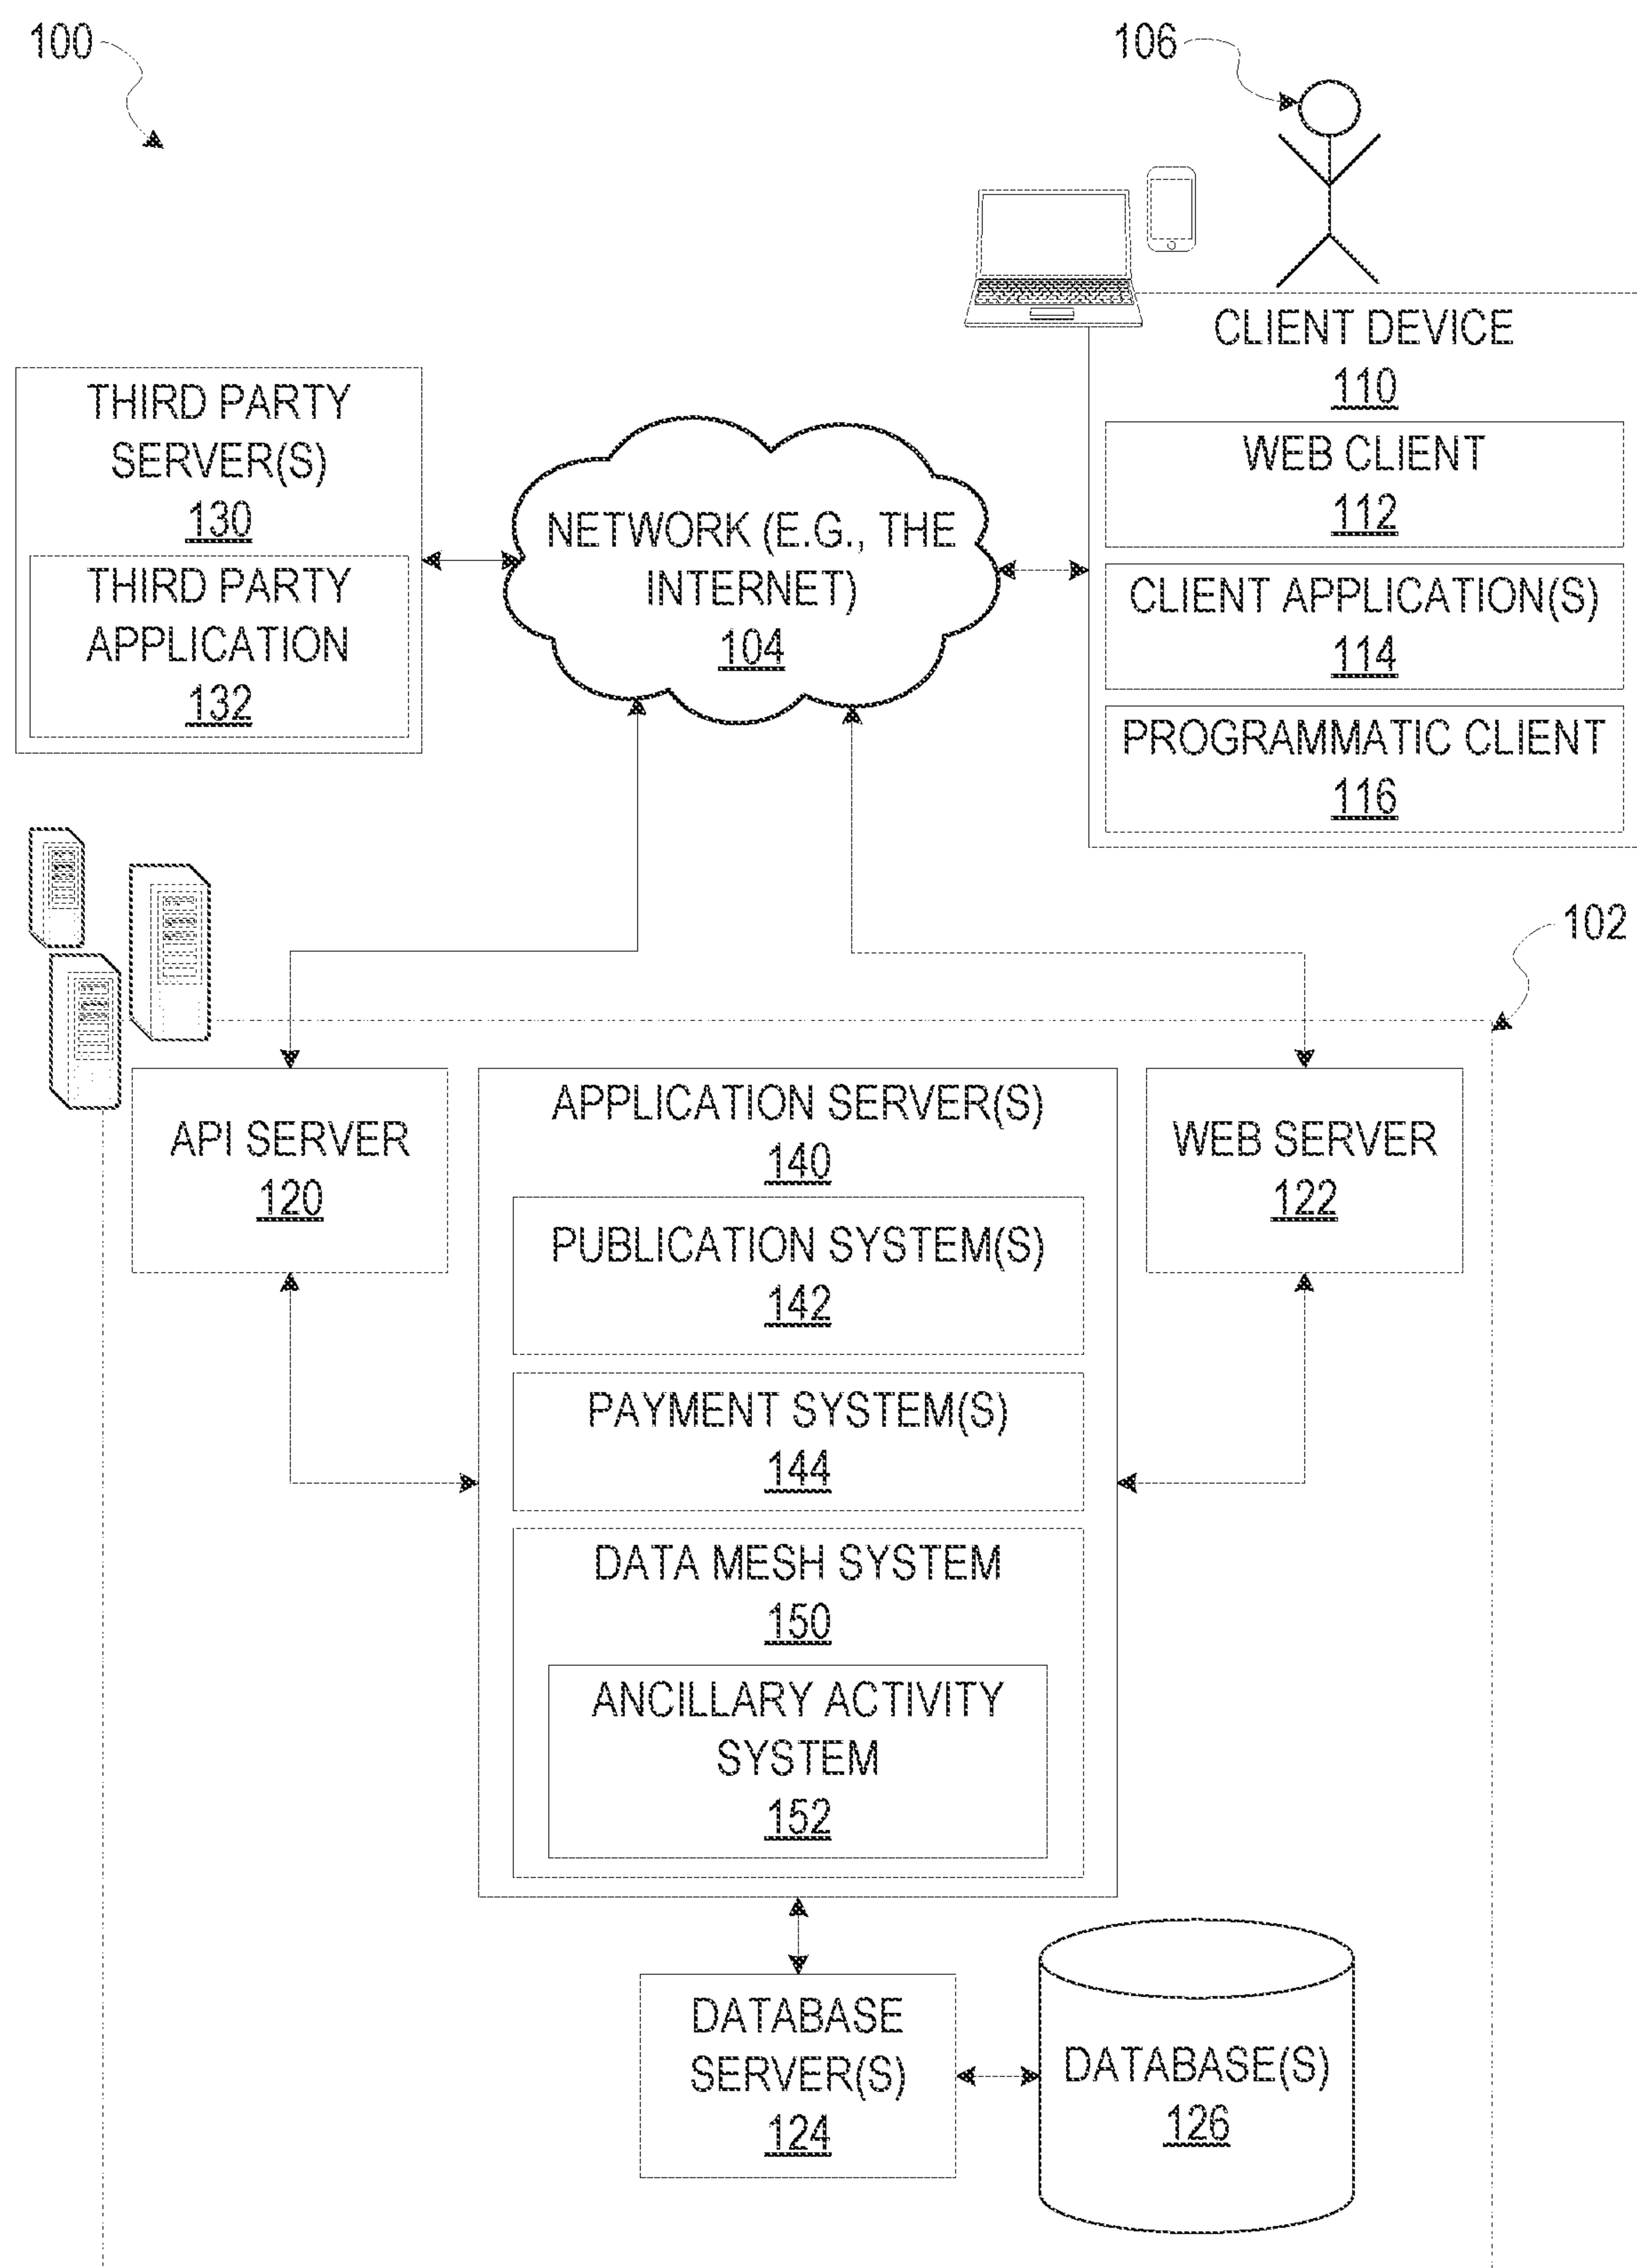 100
106
CLIENT DEVICE
110
WEB CLIENT
112
CLIENT APPLICATION(S)
114
PROGRAMMATIC CLIENT
116
THIRD PARTY
SERVER(S)
130
THIRD PARTY
APPLICATION
132
NETWORK (E.G., THE
INTERNET)
104
102
API SERVER
120
APPLICATION SERVER(S)
140
PUBLICATION SYSTEM(S)
142
PAYMENT SYSTEM(S)
144
DATA MESH SYSTEM
150
ANCILLARY ACTIVITY
SYSTEM
152
WEB SERVER
122
DATABASE
SERVER(S)
124
DATABASE(S)
126